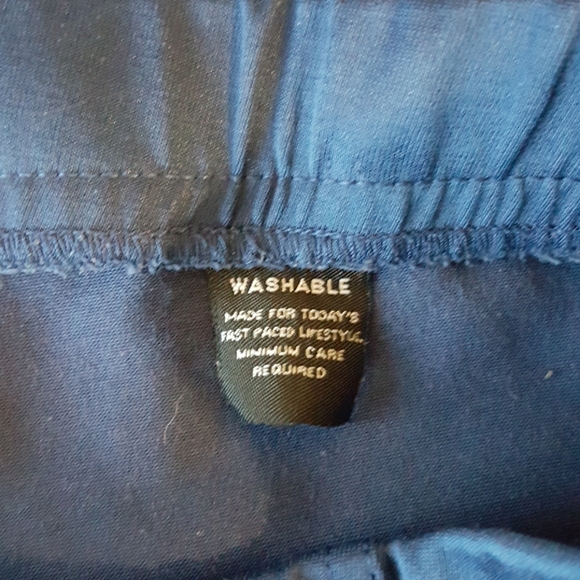 WASHABLE
MADE FOR TODAY'S
FAST PACED LIFESTYLE.
MINIMUM CARE
REQUIRED